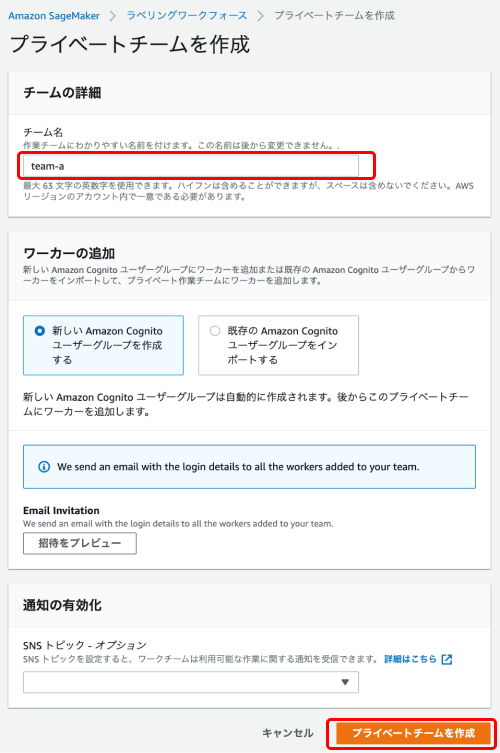 Amazon SageMaker > ラベリングワークフォース > プライベートチームを作成
プライベートチームを作成
チームの詳細
チーム名
作業チームにわかりやすい名前を付けます。この名前は後から変更できません。.
team-a
最大 63 文字の英数字を使用できます。ハイフンは含めることができますが、スペースは含めないでください。AWS
リージョンのアカウント内で一意である必要があります。
ワーカーの追加
新しい Amazon Cognito ユーザーグループにワーカーを追加または既存の Amazon Cognito ユーザーグループからワ
ーカーをインポートして、プライベート作業チームにワーカーを追加します。
新しい Amazon Cognito
ユーザーグループを作成
する
既存の Amazon Cognito
ユーザーグループをイン
ポートする
新しい Amazon Cognito ユーザーグループは自動的に作成されます。後からこのプライベートチー
ムにワーカーを追加します。
We send an email with the login details to all the workers added to your team.
Email Invitation
We send an email with the login details to all the workers added to your team.
招待をプレビュー
通知の有効化
SNS トピック - オプション
SNS トピックを設定すると、ワークチームは利用可能な作業に関する通知を受信できます。 詳細はこちら
キャンセル
プライベートチームを作成